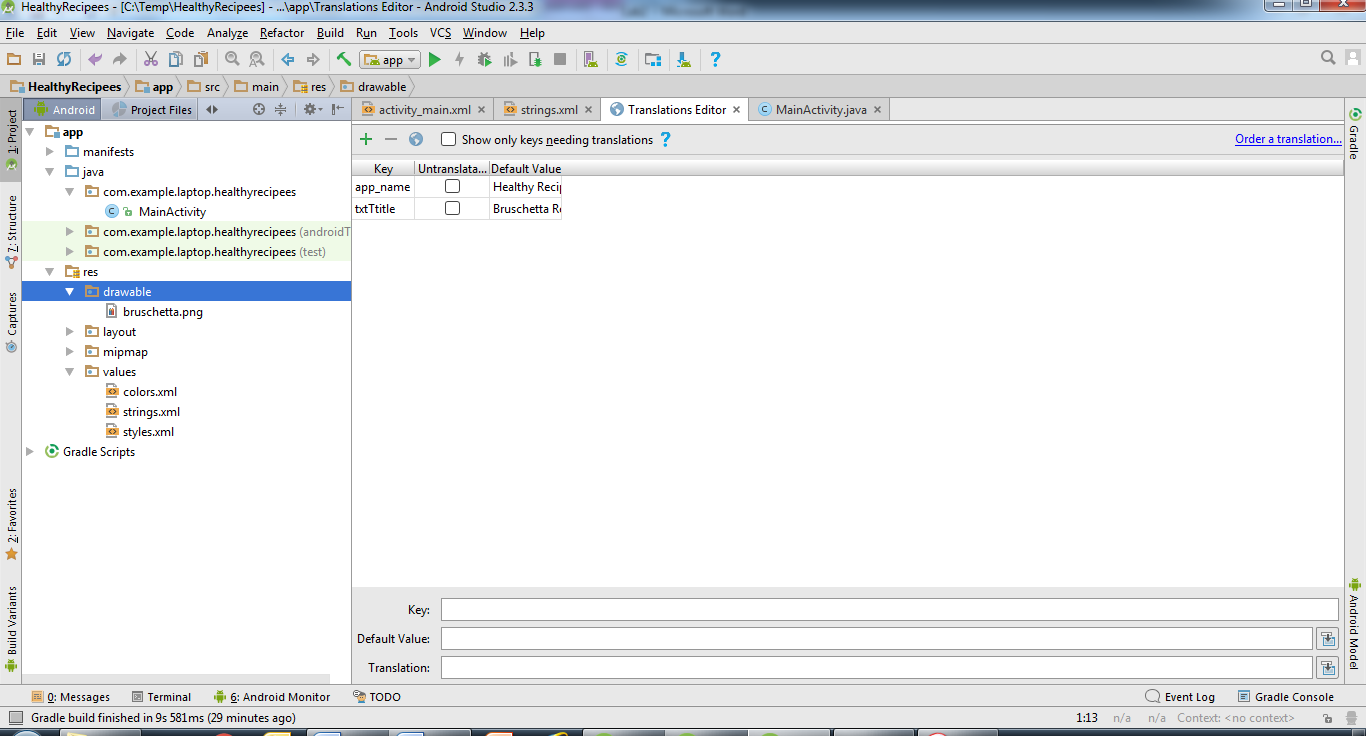 HealthyRecipees - [C:\Temp\HealthyRecipees] - ...\app\Translations Editor - Android Studio 2.3.3
File Edit View Navigate Code Analyze Refactor Build Run Tools VCS Window Help
app
HealthyRecipees app src main res drawable
1: Project
7: Structure
Captures
2: Favorites
Build Variants
Android Project Files
app
manifests
java
com.example.laptop.healthyrecipees
MainActivity
com.example.laptop.healthyrecipees (androidT
com.example.laptop.healthyrecipees (test)
res
drawable
bruschetta.png
layout
mipmap
values
colors.xml
strings.xml
styles.xml
Gradle Scripts
activity_main.xml strings.xml Translations Editor MainActivity.java
Show only keys needing translations ? Order a translation...
Key Untranslata... Default Value
app_name Healthy Recip
txtTtitle Bruschetta Re
Key:
Default Value:
Translation:
Gradle
Android Model
0: Messages Terminal 6: Android Monitor TODO Event Log Gradle Console
Gradle build finished in 9s 581ms (29 minutes ago) 1:13 n/a n/a Context: <no context>